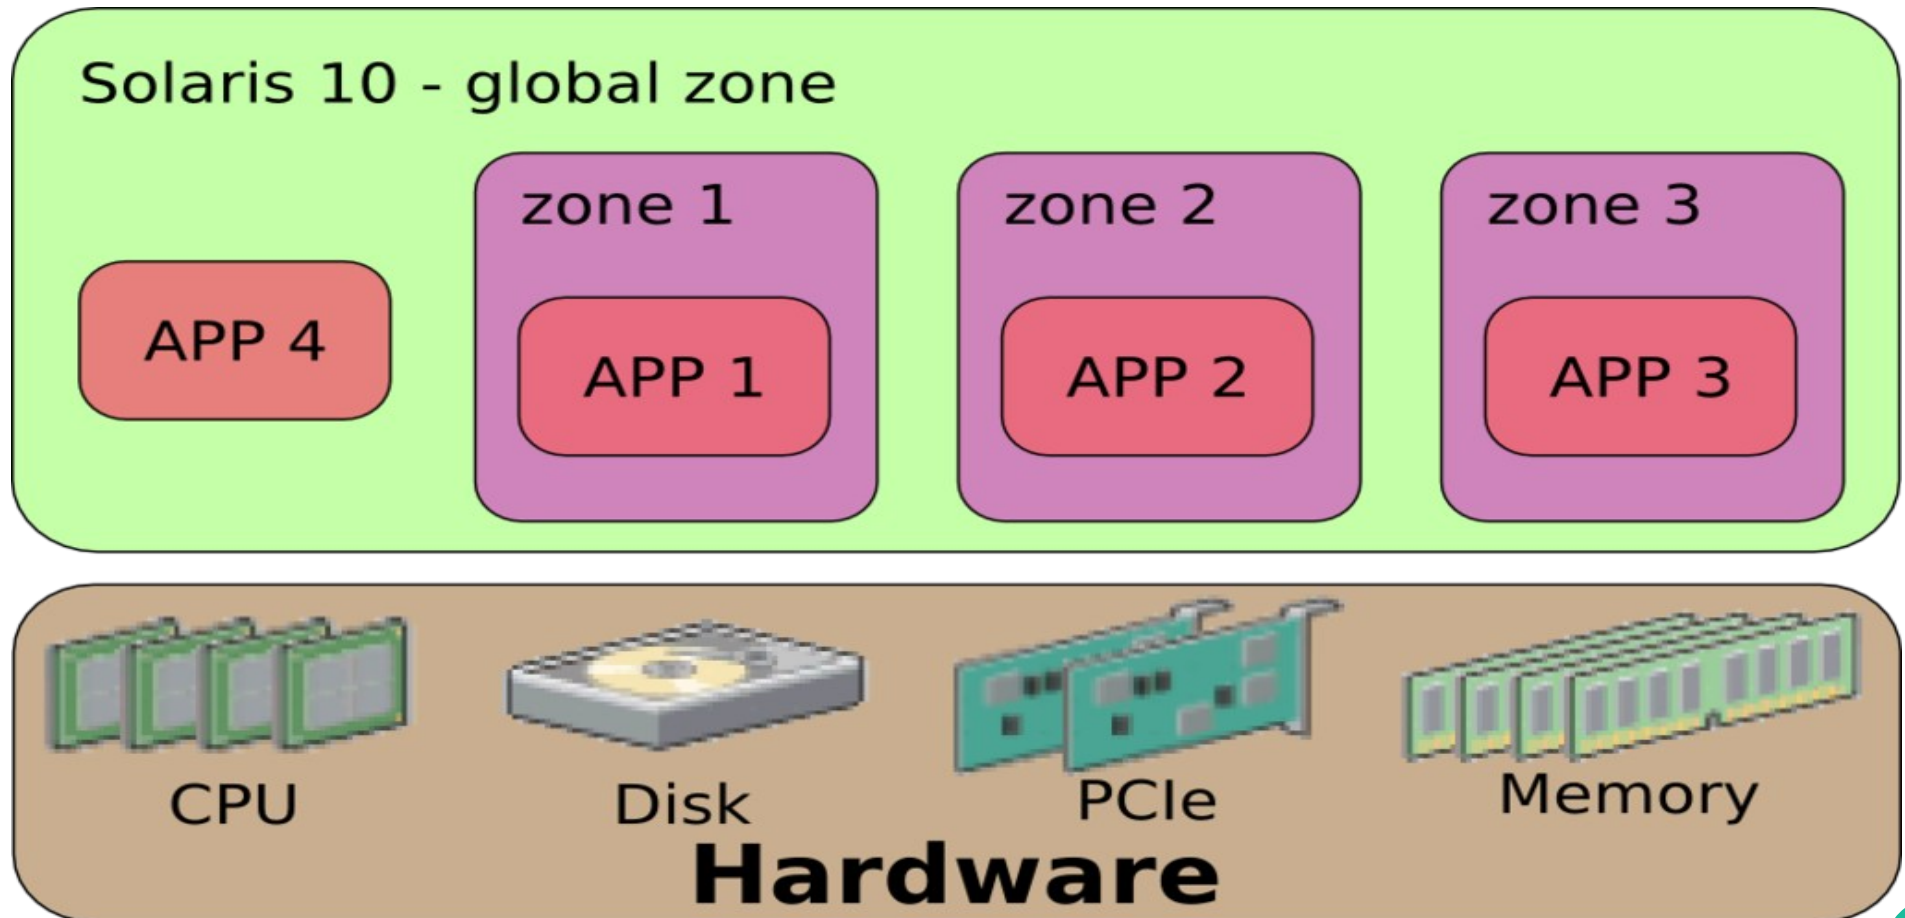 Solaris 10 - global zone
zone 1
zone 2
zone 3
APP 4
APP 1
APP 2
APP 3
CPU
Disk
PCIe
Memory
Hardware